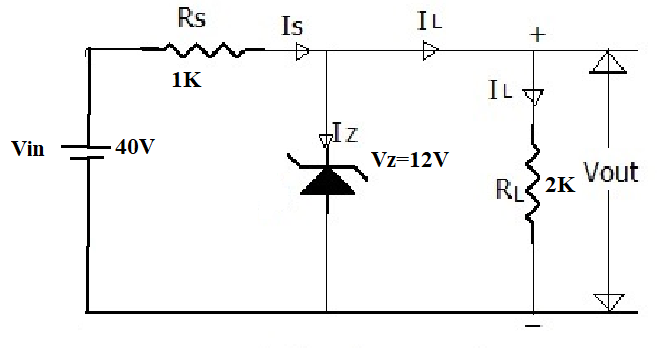 Rs
Is
IL
+
1K
IL
Vin
40V
IZ
Vz=12V
RL
2K
Vout
−